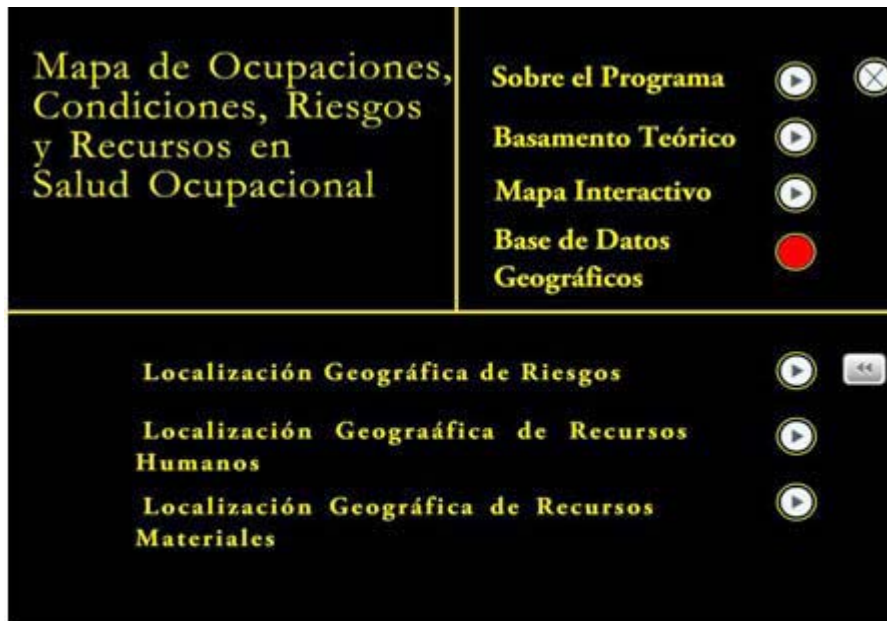 Mapa de Ocupaciones,
Condiciones, Riesgos
y Recursos en
Salud Ocupacional
Sobre el Programa
Basamento Teórico
Mapa Interactivo
Base de Datos
Geográficos
Localización Geográfica de Riesgos
Localización Geograáfica de Recursos
Humanos
Localización Geográfica de Recursos
Materiales